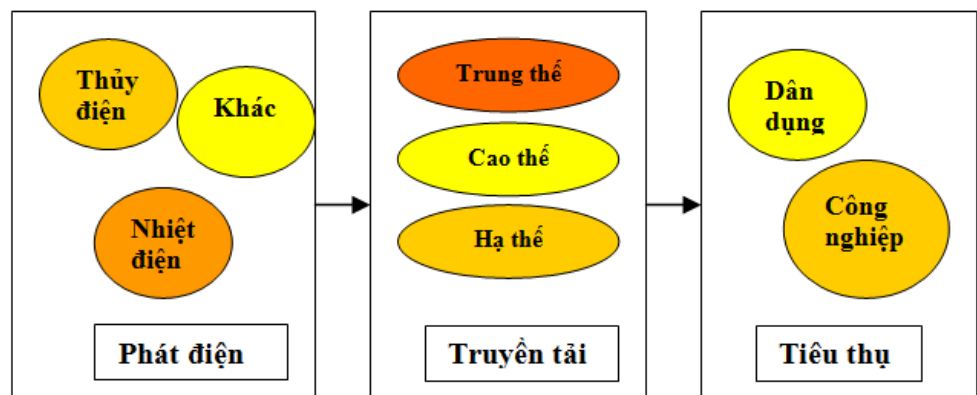 Thủy
điện
Khác
Nhiệt
điện
Phát điện
Trung thế
Cao thế
Hạ thế
Truyền tải
Dân
dụng
Công
nghiệp
Tiêu thụ